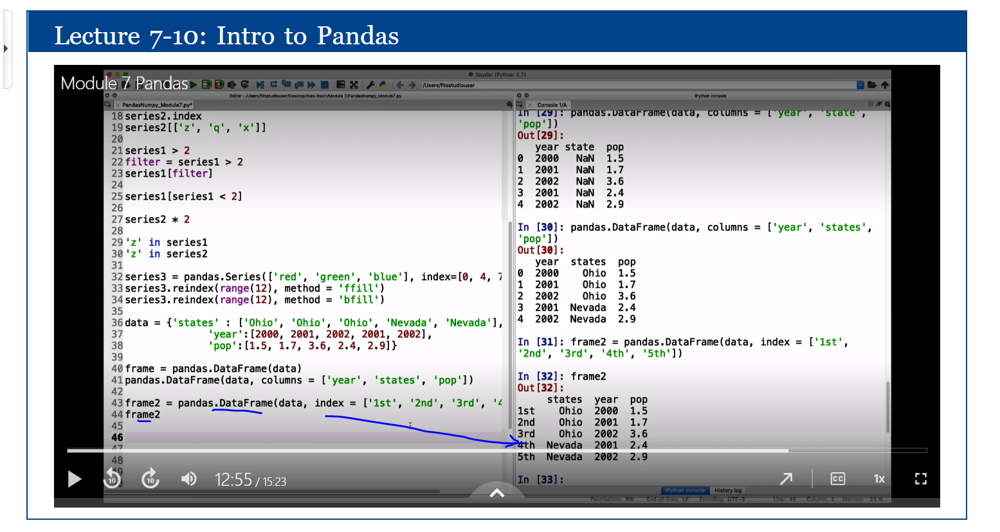 Lecture 7-10: Intro to Pandas
Module 7 Pandas
Spyder (Python 3.7)
/Users/fitsstudiouser
Editor - /Users/fitsstudiouser/Desktop/Alex Rasin/Module 7/PandasNumpy_Module7.py
PandasNumpy_Module7.py*
18 series2.index
19 series2[['z', 'q', 'x']]
20
21 series1 > 2
22 filter = series1 > 2
23 series1[filter]
24
25 series1[series1 < 2]
26
27 series2 * 2
28
29 'z' in series1
30 'z' in series2
31
32 series3 = pandas.Series(['red', 'green', 'blue'], index=[0, 4, 7
33 series3.reindex(range(12), method = 'ffill')
34 series3.reindex(range(12), method = 'bfill')
35
36 data = {'states' : ['Ohio', 'Ohio', 'Ohio', 'Nevada', 'Nevada'],
37 'year':[2000, 2001, 2002, 2001, 2002],
38 'pop':[1.5, 1.7, 3.6, 2.4, 2.9]}
39
40 frame = pandas.DataFrame(data)
41 pandas.DataFrame(data, columns = ['year', 'states', 'pop'])
42
43 frame2 = pandas.DataFrame(data, index = ['1st', '2nd', '3rd', '4
44 frame2
45
46
47
48
49
IPython console
Console 1/A
In [29]: pandas.DataFrame(data, columns = ['year', 'state',
'pop'])
Out[29]:
year state pop
0 2000 NaN 1.5
1 2001 NaN 1.7
2 2002 NaN 3.6
3 2001 NaN 2.4
4 2002 NaN 2.9
In [30]: pandas.DataFrame(data, columns = ['year', 'states',
'pop'])
Out[30]:
year states pop
0 2000 Ohio 1.5
1 2001 Ohio 1.7
2 2002 Ohio 3.6
3 2001 Nevada 2.4
4 2002 Nevada 2.9
In [31]: frame2 = pandas.DataFrame(data, index = ['1st',
'2nd', '3rd', '4th', '5th'])
In [32]: frame2
Out[32]:
states year pop
1st Ohio 2000 1.5
2nd Ohio 2001 1.7
3rd Ohio 2002 3.6
4th Nevada 2001 2.4
5th Nevada 2002 2.9
In [33]:
IPython console History log
Permissions: RW End-of-lines: LF Encoding: UTF-8 Line: 46 Column: 1 Memory: 25 %
10 10 12:55 / 15:23 CC 1x